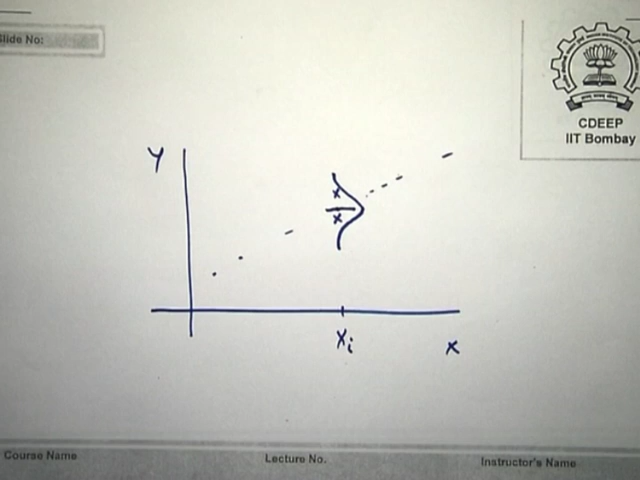 Slide No:
CDEEP
IIT Bombay
Y
x
x
xi
x
Course Name
Lecture No.
Instructor's Name